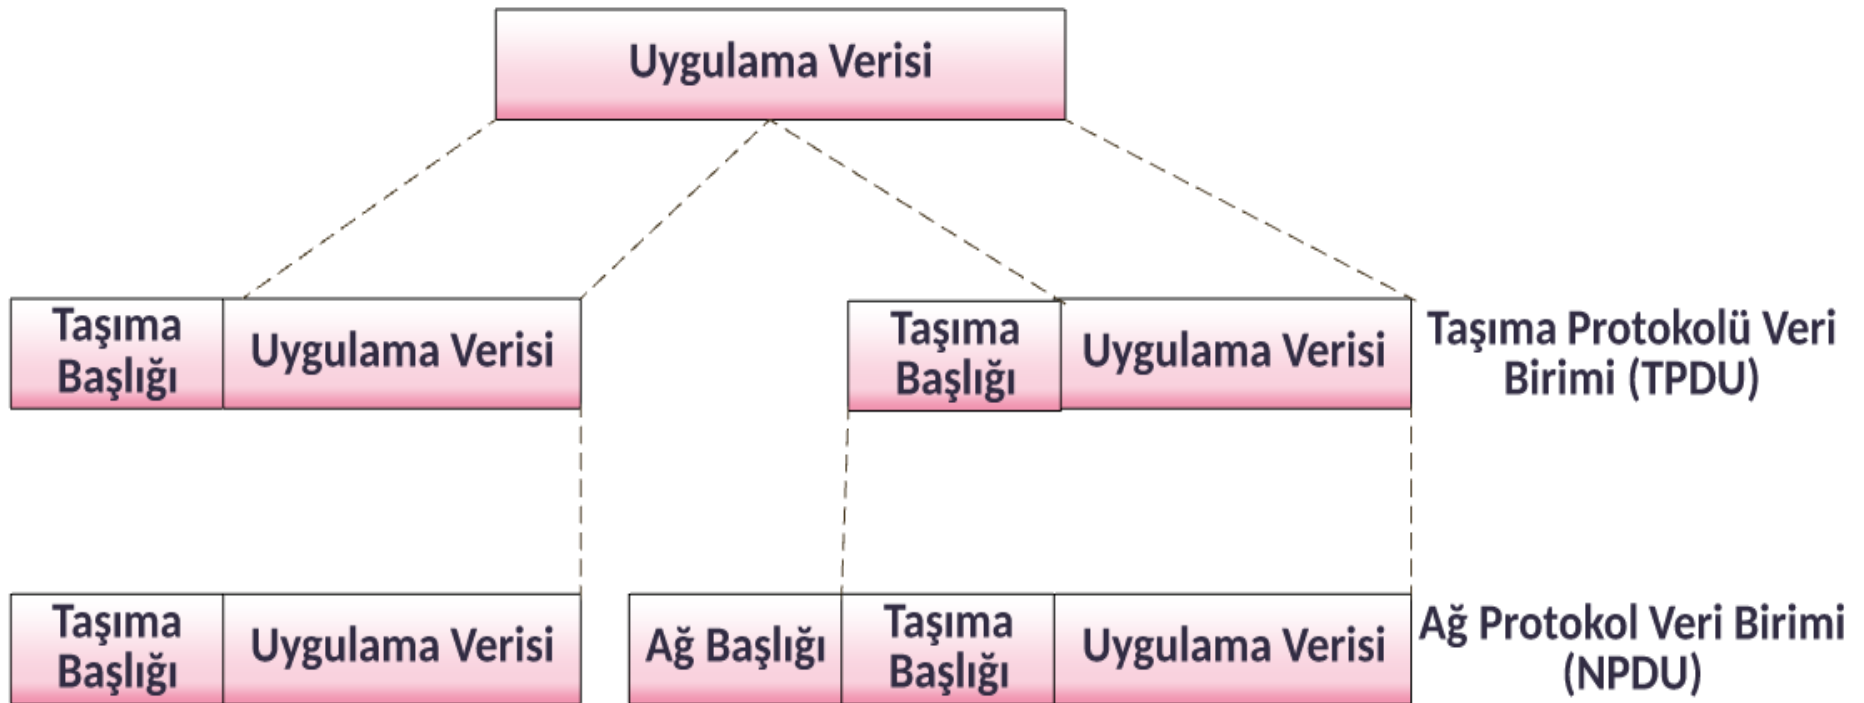 Uygulama Verisi
Taşıma
Başlığı
Uygulama Verisi
Taşıma
Başlığı
Uygulama Verisi
Taşıma Protokolü Veri
Birimi (TPDU)
Taşıma
Başlığı
Uygulama Verisi
Ağ Başlığı
Taşıma
Başlığı
Uygulama Verisi
Ağ Protokol Veri Birimi
(NPDU)